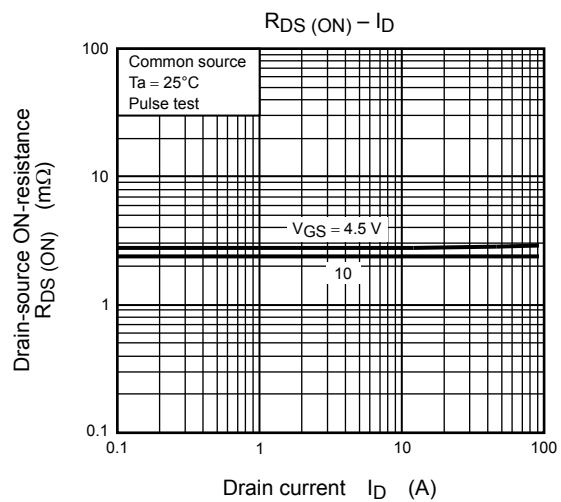 RDS (ON) – ID
Common source
Ta = 25°C
Pulse test
VGS = 4.5 V
10
100
10
1
0.1
0.1
1
10
100
Drain-source ON-resistance
RDS (ON) (mΩ)
Drain current ID (A)